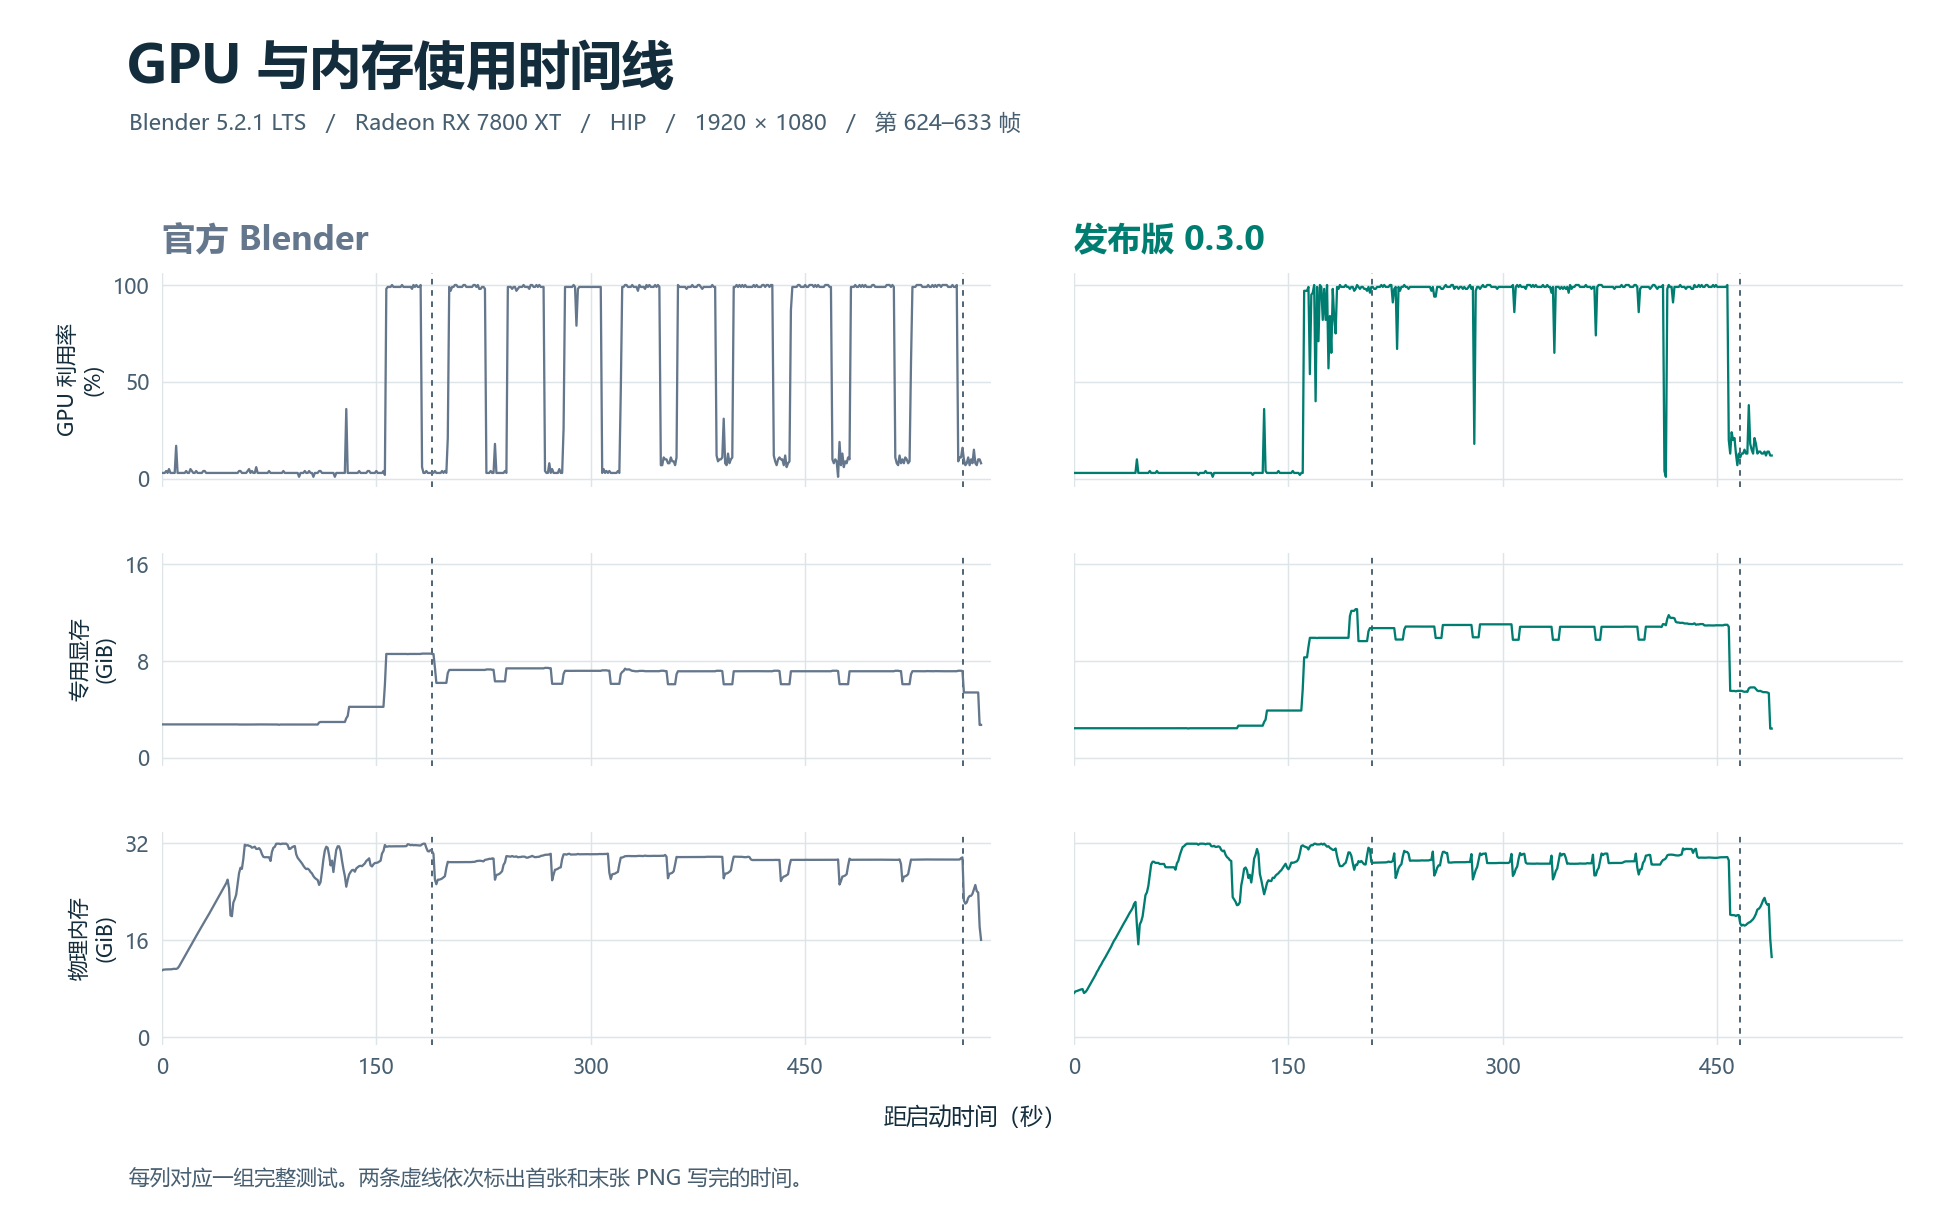 GPU 与内存使用时间线
Blender 5.2.1 LTS / Radeon RX 7800 XT / HIP / 1920 × 1080 / 第 624–633 帧
官方 Blender
发布版 0.3.0
GPU 利用率
(%)
100
50
0
专用显存
(GiB)
16
8
0
物理内存
(GiB)
32
16
0
0 150 300 450
0 150 300 450
距启动时间（秒）
每列对应一组完整测试。两条虚线依次标出首张和末张 PNG 写完的时间。